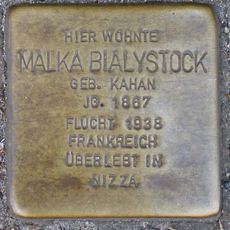 HIER WOHNTE
MALKA BIALYSTOCK
GEB. KAHAN
JG. 1867
FLUCHT 1938
FRANKREICH
ÜBERLEBT IN
NIZZA